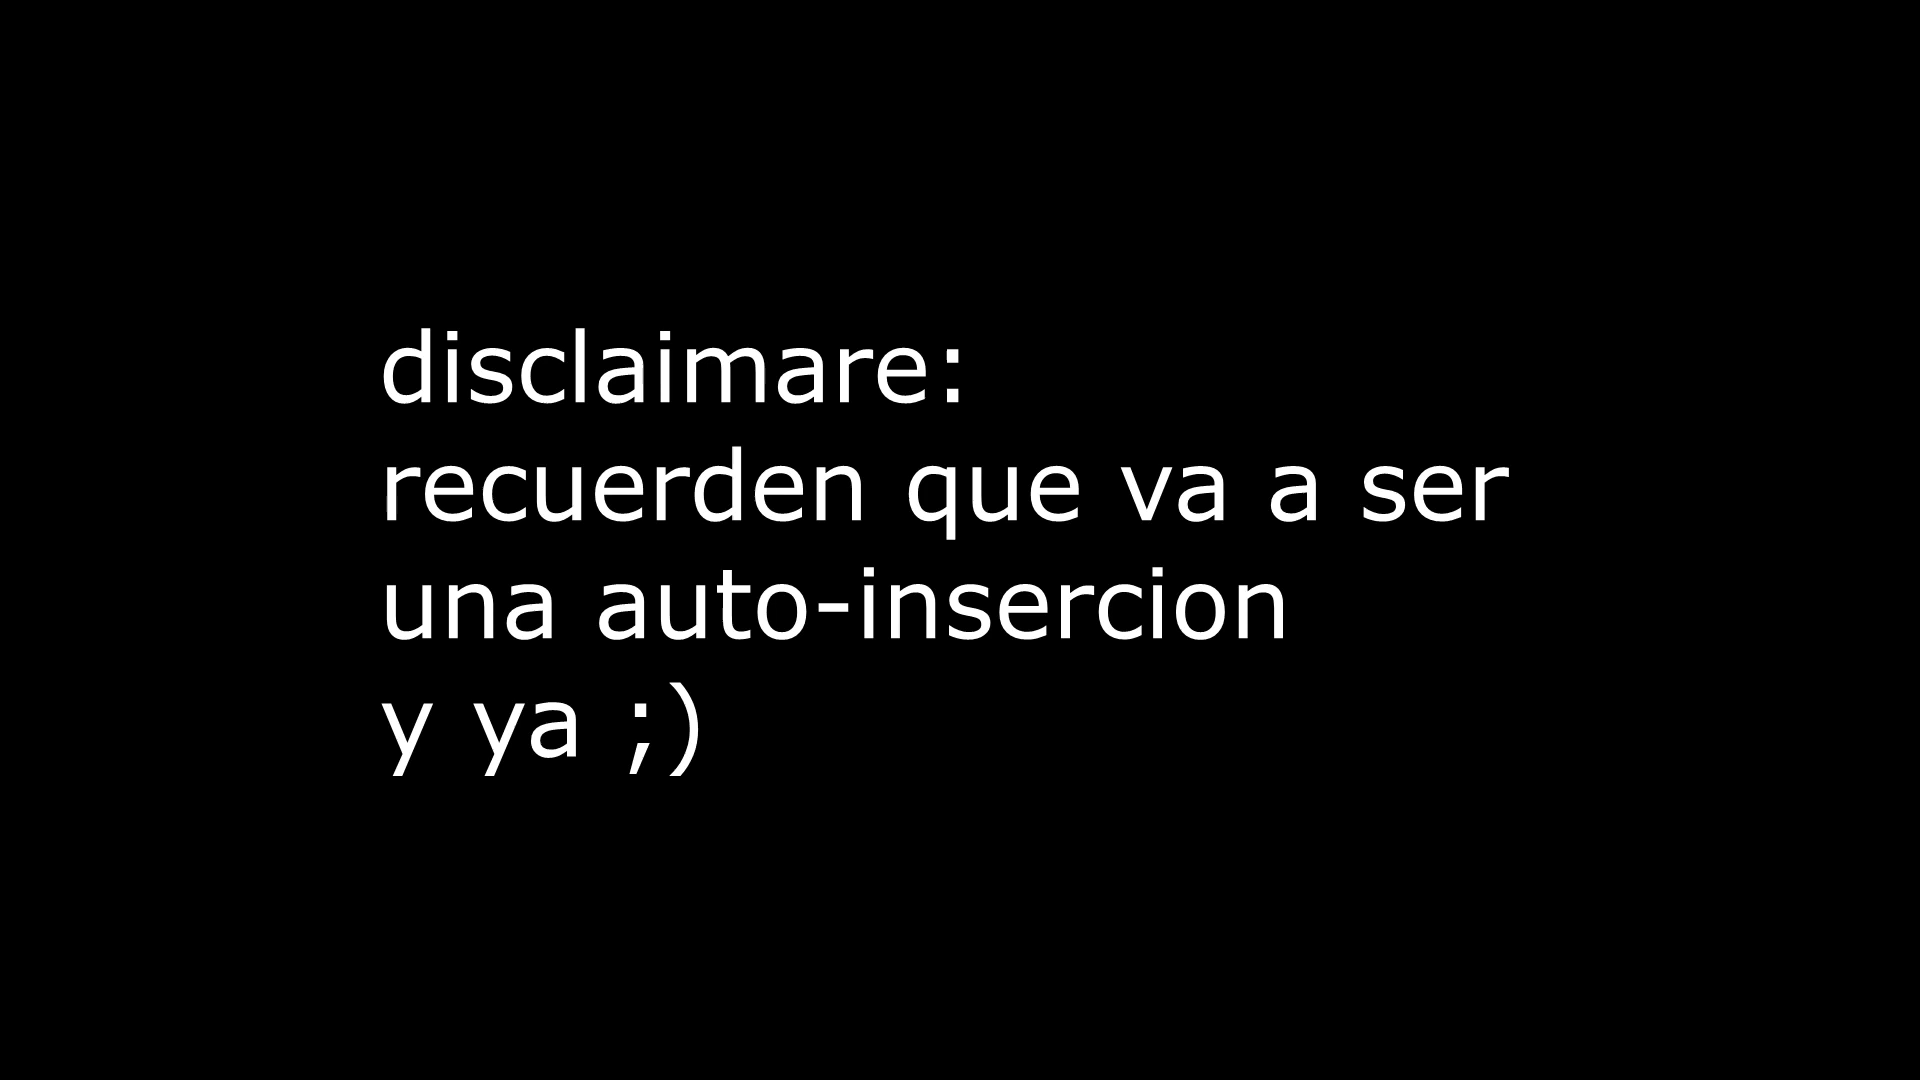 disclaimare:
recuerden que va a ser
una auto-insercion
y ya ;)